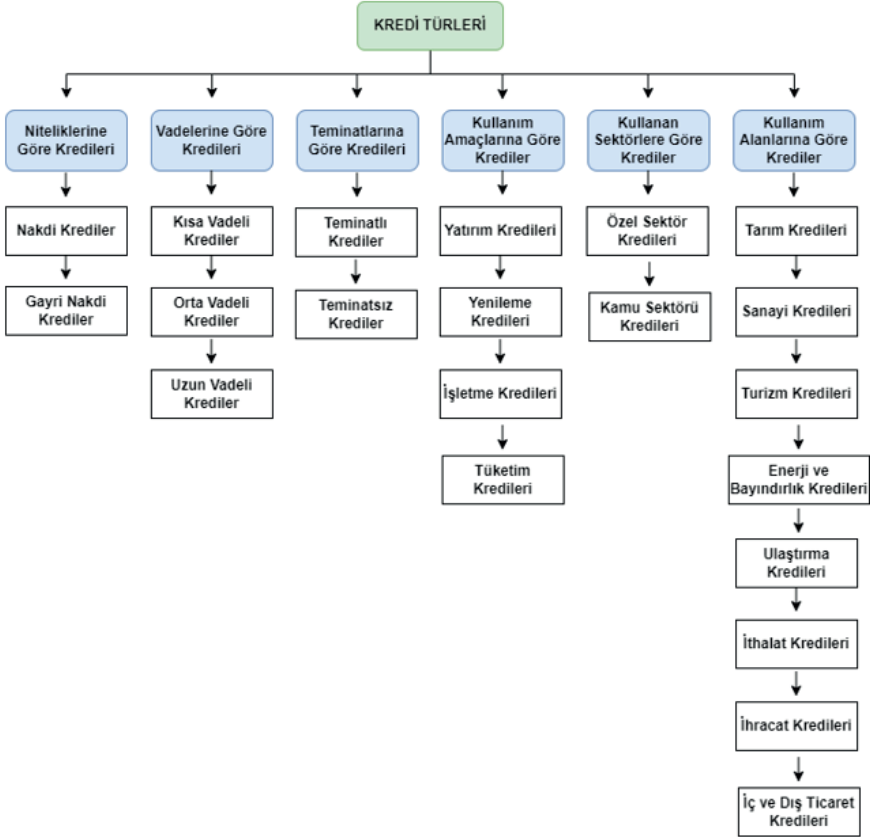 KREDİ TÜRLERİ
Niteliklerine
Göre Kredileri
Nakdi Krediler
Gayri Nakdi
Krediler
Vadelerine Göre
Kredileri
Kısa Vadeli
Krediler
Orta Vadeli
Krediler
Uzun Vadeli
Krediler
Teminatlarına
Göre Kredileri
Teminatlı
Krediler
Teminatsız
Krediler
Kullanım
Amaçlarına Göre
Krediler
Yatırım Kredileri
Yenileme
Kredileri
İşletme Kredileri
Tüketim
Kredileri
Kullanan
Sektörlere Göre
Krediler
Özel Sektör
Kredileri
Kamu Sektörü
Kredileri
Kullanım
Alanlarına Göre
Krediler
Tarım Kredileri
Sanayi Kredileri
Turizm Kredileri
Enerji ve
Bayındırlık Kredileri
Ulaştırma
Kredileri
İthalat Kredileri
İhracat Kredileri
İç ve Dış Ticaret
Kredileri